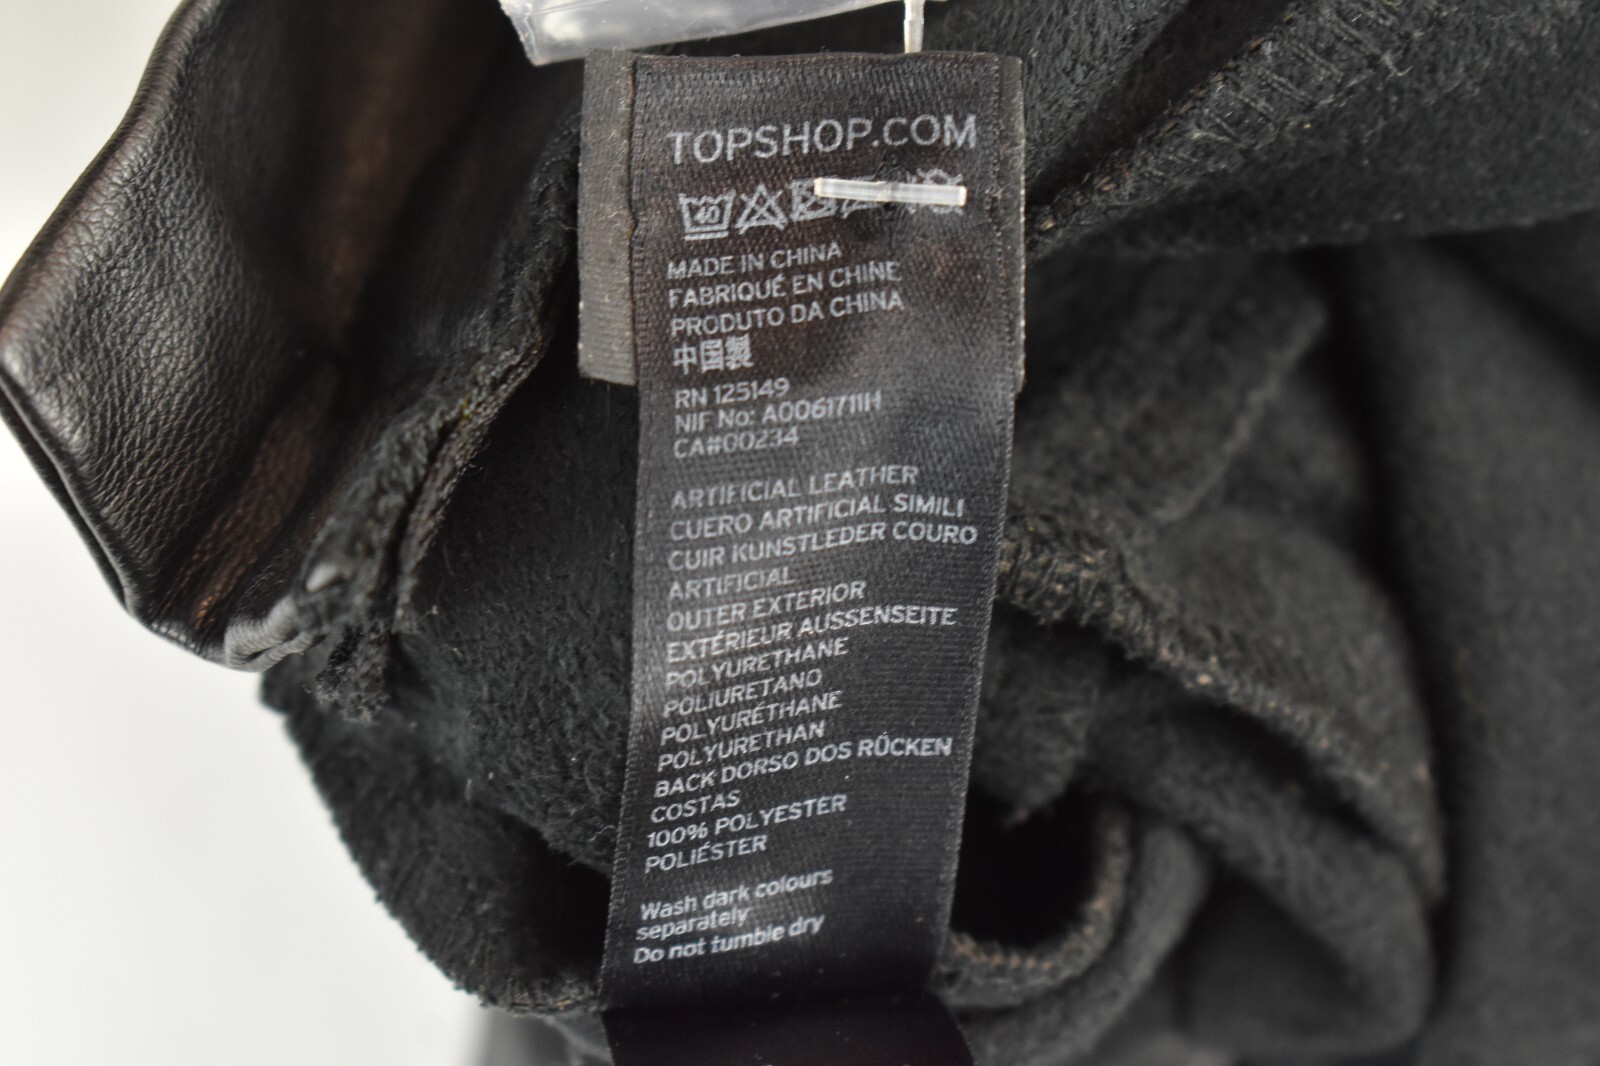 TOPSHOP.COM
40
MADE IN CHINA
FABRIQUÉ EN CHINE
PRODUTO DA CHINA
中国製
RN 125149
NIF No: A0061711H
CA#00234
ARTIFICIAL LEATHER
CUERO ARTIFICIAL SIMILI
CUIR KUNSTLEDER COURO
ARTIFICIAL
OUTER EXTERIOR
EXTÉRIEUR AUSSENSEITE
POLYURETHANE
POLIURETANO
POLYURÉTHANE
POLYURETHAN
BACK DORSO DOS RÜCKEN
COSTAS
100% POLYESTER
POLIÉSTER
Wash dark colours
separately
Do not tumble dry